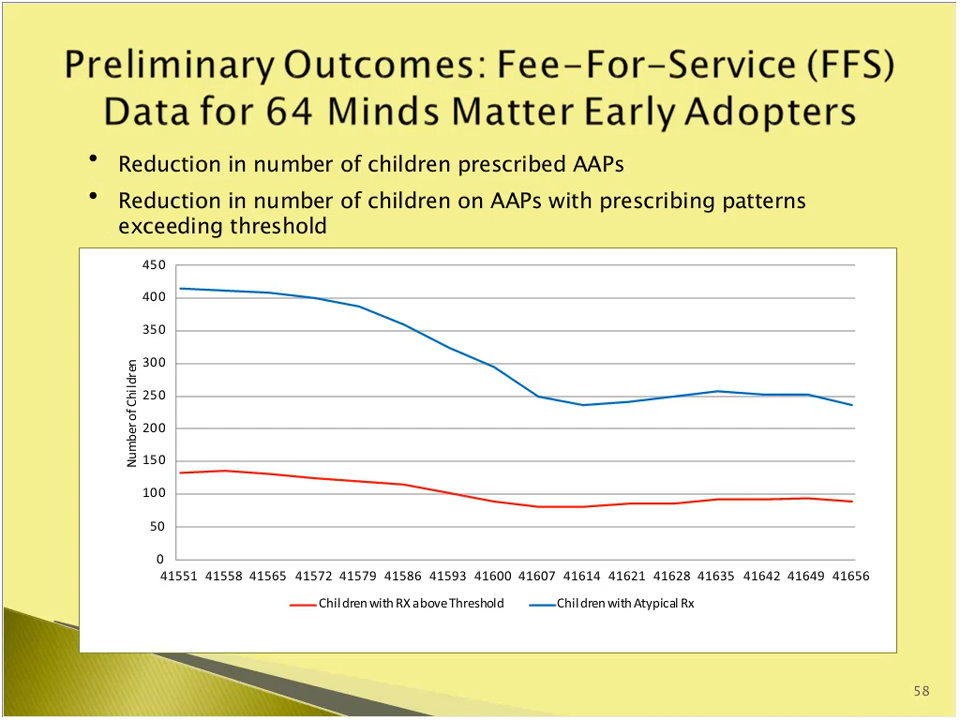 Preliminary Outcomes: Fee-For-Service (FFS)
Data for 64 Minds Matter Early Adopters
• Reduction in number of children prescribed AAPs
• Reduction in number of children on AAPs with prescribing patterns
exceeding threshold
450
400
350
300
250
200
150
100
50
0
Number of Children
41551 41558 41565 41572 41579 41586 41593 41600 41607 41614 41621 41628 41635 41642 41649 41656
Children with RX above Threshold Children with Atypical Rx
58